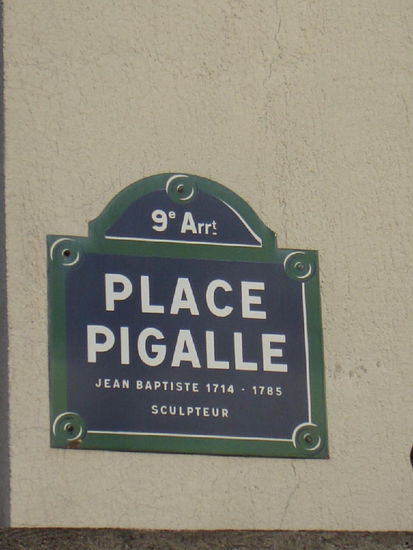 9e Arrt
PLACE
PIGALLE
JEAN BAPTISTE 1714 - 1785
SCULPTEUR